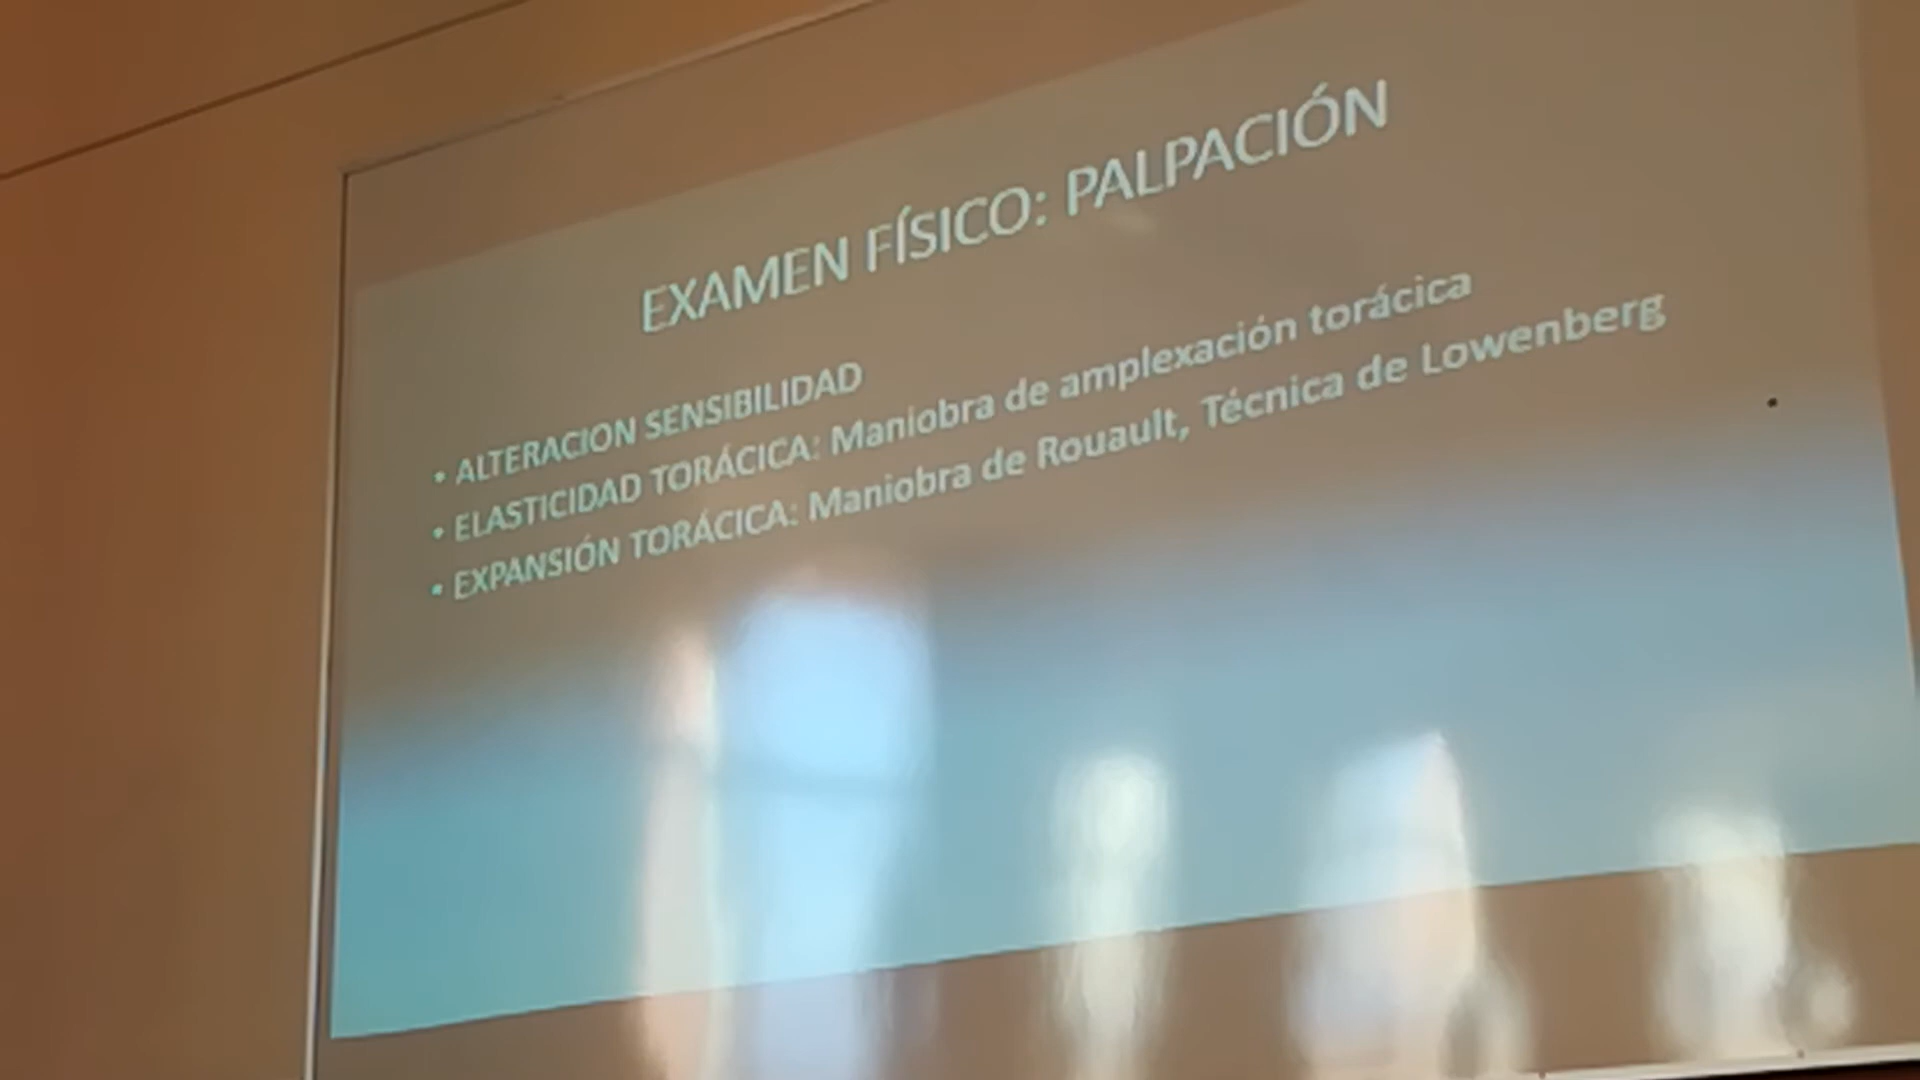 EXAMEN FÍSICO: PALPACIÓN
• ALTERACION SENSIBILIDAD
• ELASTICIDAD TORÁCICA: Maniobra de amplexación torácica
• EXPANSIÓN TORÁCICA: Maniobra de Rouault, Técnica de Lowenberg